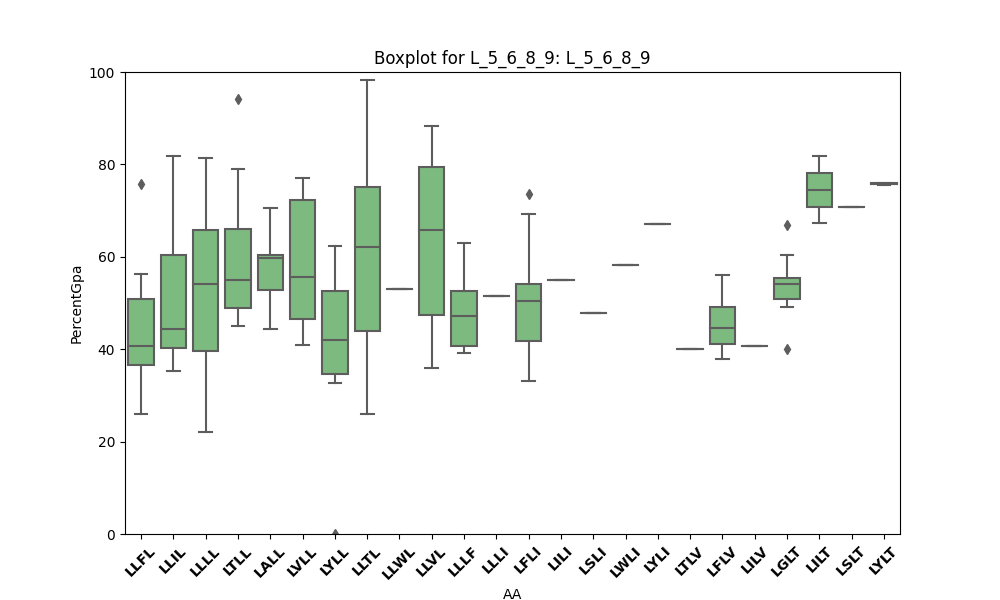 Boxplot for L_5_6_8_9: L_5_6_8_9
100
80
60
40
20
0
PercentGpa
LLFL LLIL LLLL LTLL LALL LVLL LYLL LLTL LLWL LLVL LLLF LLLI LFLI LILI LSLI LWLI LYLI LTLV LFLV LILV LGLT LILT LSLT LYLT
AA